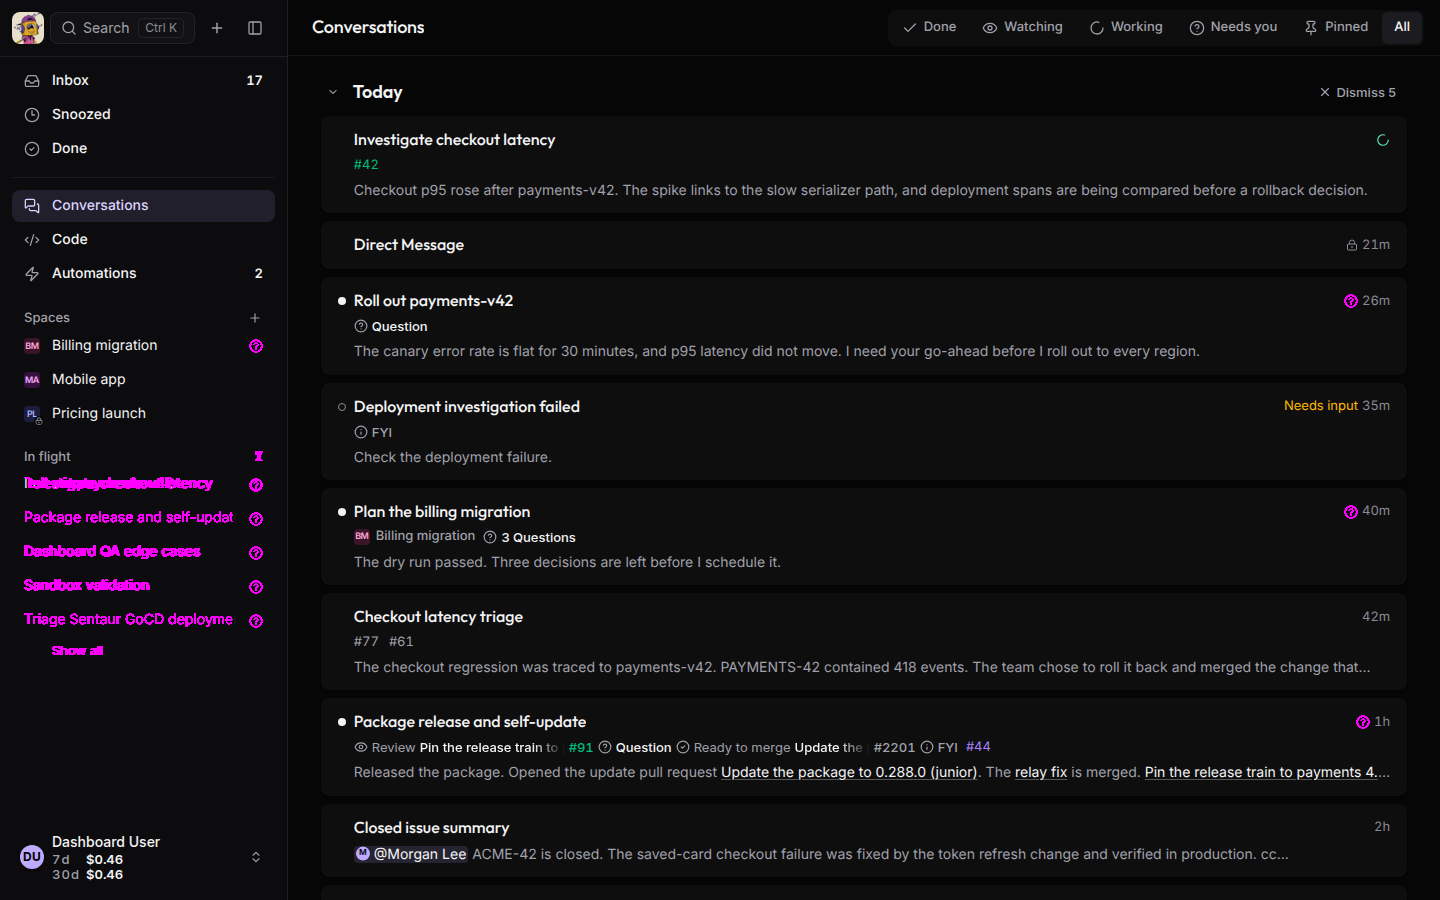 Search Ctrl K
Inbox 17
Snoozed
Done
Conversations
Code
Automations 2
Spaces
BM Billing migration
MA Mobile app
PL Pricing launch
In flight
Package release and self-updat
Dashboard QA edge cases
Sandbox validation
Triage Sentaur GoCD deployme
Show all
DU Dashboard User
7d $0.46
30d $0.46
Conversations
Done Watching Working Needs you Pinned All
Today Dismiss 5
Investigate checkout latency
#42
Checkout p95 rose after payments-v42. The spike links to the slow serializer path, and deployment spans are being compared before a rollback decision.
Direct Message 21m
Roll out payments-v42 26m
Question
The canary error rate is flat for 30 minutes, and p95 latency did not move. I need your go-ahead before I roll out to every region.
Deployment investigation failed Needs input 35m
FYI
Check the deployment failure.
Plan the billing migration 40m
BM Billing migration 3 Questions
The dry run passed. Three decisions are left before I schedule it.
Checkout latency triage 42m
#77 #61
The checkout regression was traced to payments-v42. PAYMENTS-42 contained 418 events. The team chose to roll it back and merged the change that...
Package release and self-update 1h
Review Pin the release train to #91 Question Ready to merge Update the #2201 FYI #44
Released the package. Opened the update pull request Update the package to 0.288.0 (junior). The relay fix is merged. Pin the release train to payments 4....
Closed issue summary 2h
M @Morgan Lee ACME-42 is closed. The saved-card checkout failure was fixed by the token refresh change and verified in production. cc...